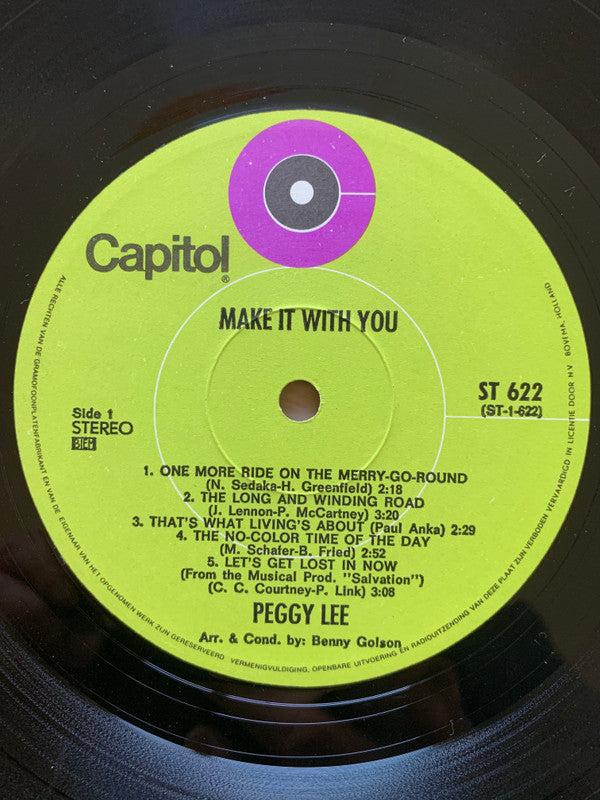 Capitol®
MAKE IT WITH YOU
ST 622
(ST-1-622)
Side 1
STEREO
BIEM
1. ONE MORE RIDE ON THE MERRY-GO-ROUND
(N. Sedaka-H. Greenfield) 2:18
2. THE LONG AND WINDING ROAD
(J. Lennon-P. McCartney) 3:20
3. THAT'S WHAT LIVING'S ABOUT (Paul Anka) 2:29
4. THE NO-COLOR TIME OF THE DAY
(M. Schafer-B. Fried) 2:52
5. LET'S GET LOST IN NOW
(From the Musical Prod. "Salvation")
(C. C. Courtney-P. Link) 3:08
PEGGY LEE
Arr. & Cond. by: Benny Golson
ALLE RECHTEN VAN DE GRAMOFOONPLATENFABRIKANT EN VAN DE EIGENAAR VAN HET OPGENOMEN WERK ZIJN GERESERVEERD VERMENIGVULDIGING, OPENBARE UITVOERING EN RADIOUITZENDING VAN DEZE PLAAT ZIJN VERBODEN VERVAARDIGD IN LICENTIE DOOR N.V. BOVEMA, HOLLAND